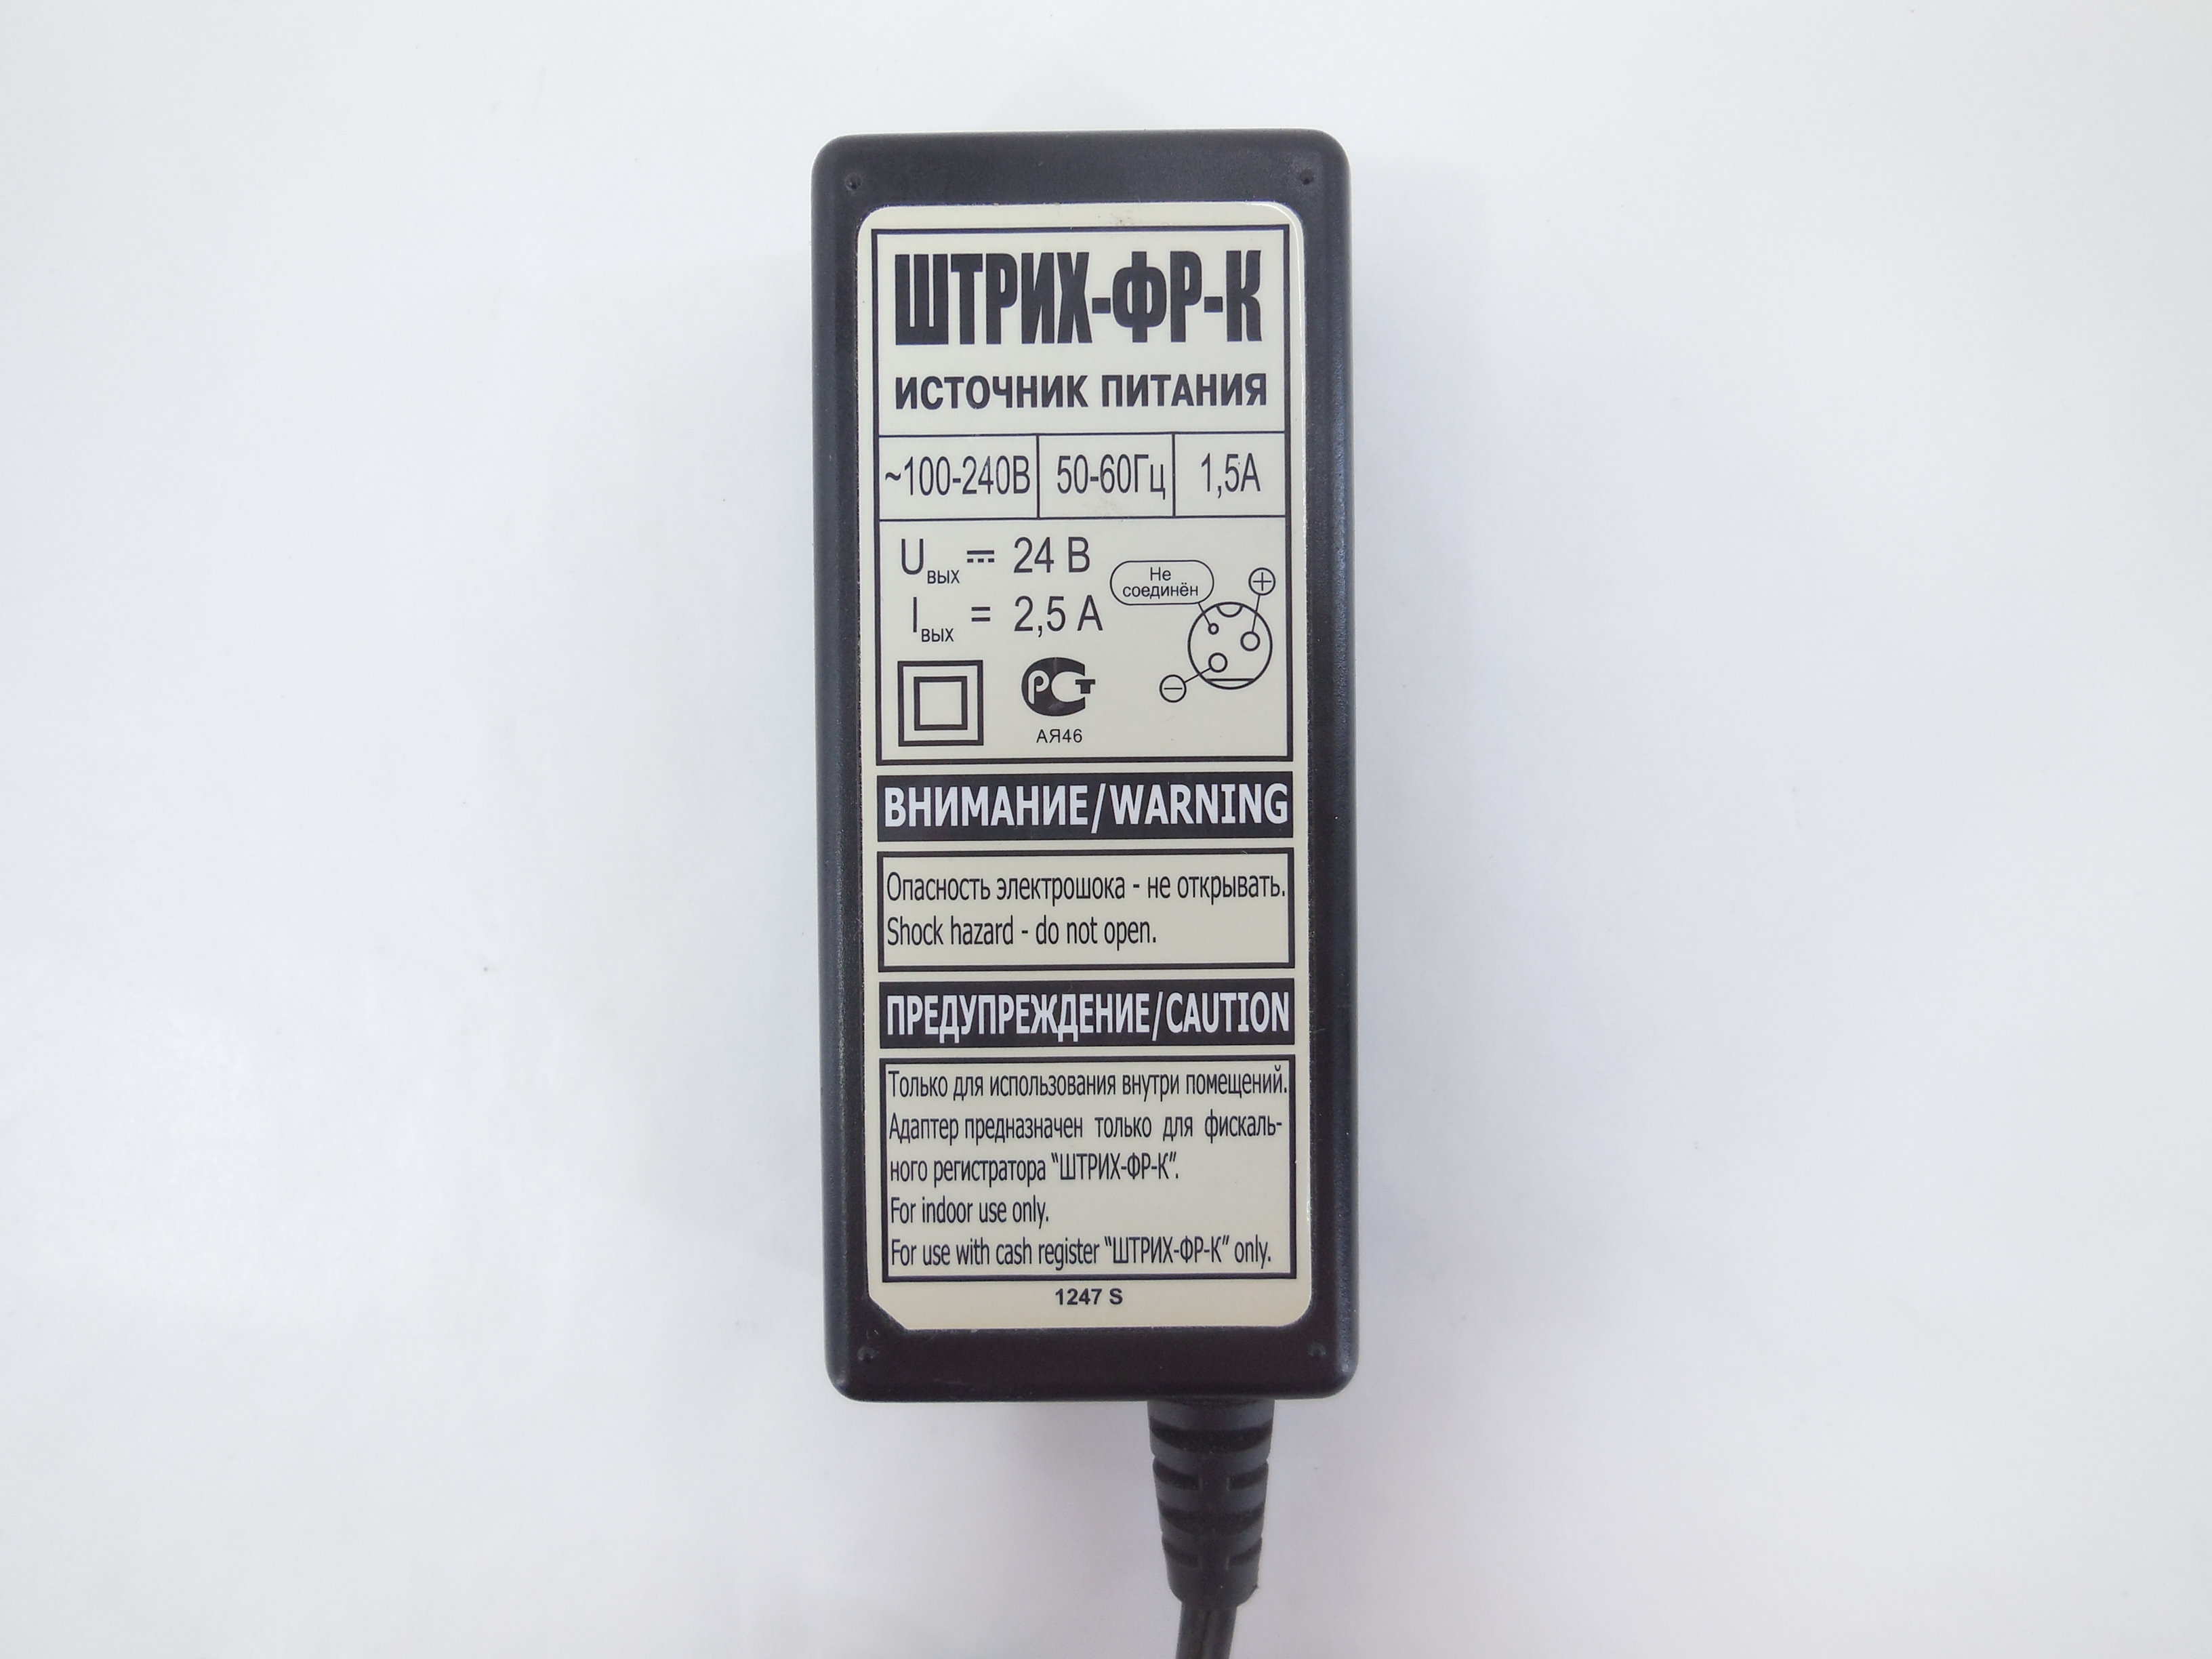 ШТРИХ-ФР-К
ИСТОЧНИК ПИТАНИЯ
~100-240В 50-60Гц 1,5А
Uвых ⎓ 24 В
Iвых = 2,5 А
Не
соединён
+
−
РСТ
АЯ46
ВНИМАНИЕ/WARNING
Опасность электрошока - не открывать.
Shock hazard - do not open.
ПРЕДУПРЕЖДЕНИЕ/CAUTION
Только для использования внутри помещений.
Адаптер предназначен только для фискаль-
ного регистратора "ШТРИХ-ФР-К".
For indoor use only.
For use with cash register "ШТРИХ-ФР-К" only.
1247 S